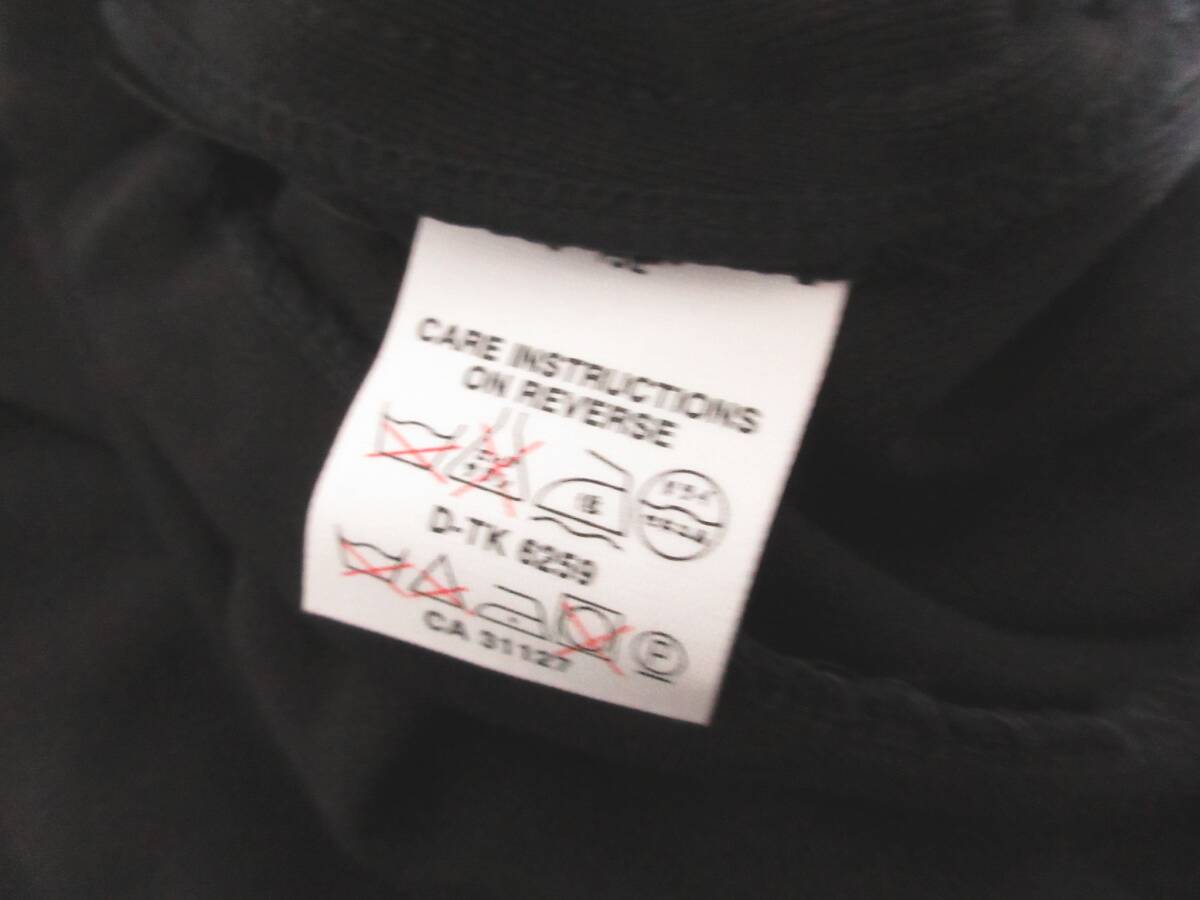 CARE INSTRUCTIONS
ON REVERSE
D-TK 6259
CA 31127
F